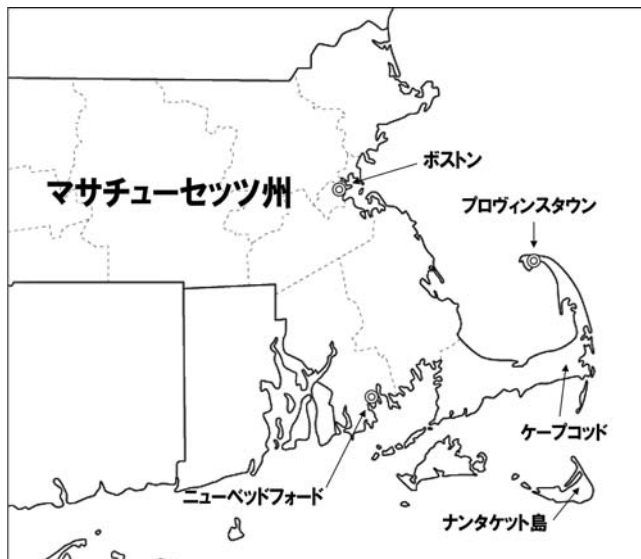 ボストン
マサチューセッツ州
プロヴィンスタウン
ケープコッド
ニューベッドフォード
ナンタケット島